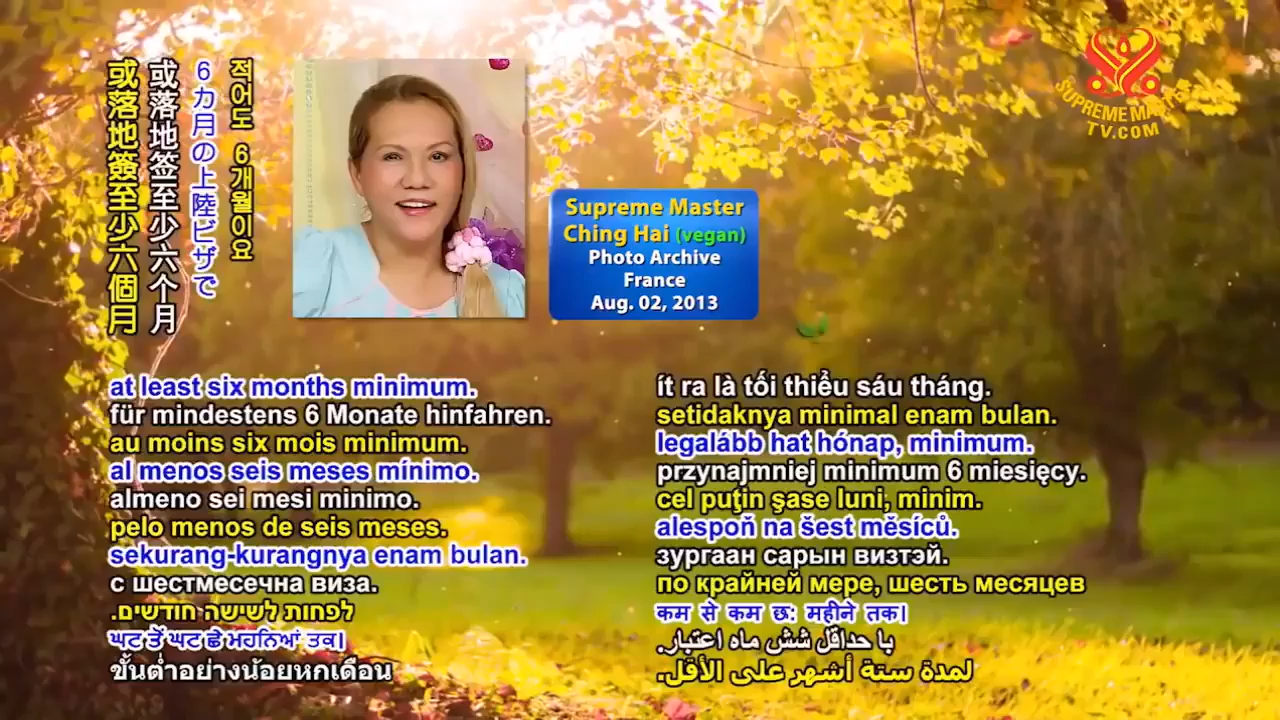 적어도 6개월이요
6カ月の上陸ビザで
或落地签至少六个月
或落地簽至少六個月
SUPREME MASTER
TV.COM
Supreme Master
Ching Hai (vegan)
Photo Archive
France
Aug. 02, 2013
at least six months minimum.
für mindestens 6 Monate hinfahren.
au moins six mois minimum.
al menos seis meses mínimo.
almeno sei mesi minimo.
pelo menos de seis meses.
sekurang-kurangnya enam bulan.
с шестмесечна виза.
לפחות לשישה חודשים.
ਘਟ ਤੋਂ ਘਟ ਛੇ ਮਹਨਿਆਂ ਤਕ।
ขั้นต่ำอย่างน้อยหกเดือน
ít ra là tối thiểu sáu tháng.
setidaknya minimal enam bulan.
legalább hat hónap, minimum.
przynajmniej minimum 6 miesięcy.
cel puţin şase luni, minim.
alespoň na šest měsíců.
зургаан сарын визтэй.
по крайней мере, шесть месяцев
कम से कम छः महीने तक।
با حداقل شش ماه اعتبار.
لمدة ستة أشهر على الأقل.